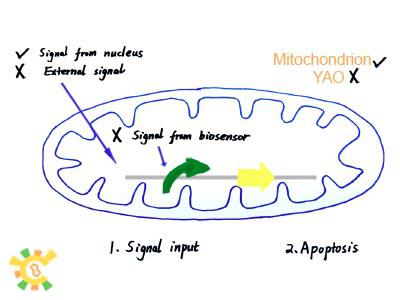 ✓ Signal from nucleus
X External signal
Mitochondrion ✓
YAO X
X Signal from biosensor
1. Signal input
2. Apoptosis